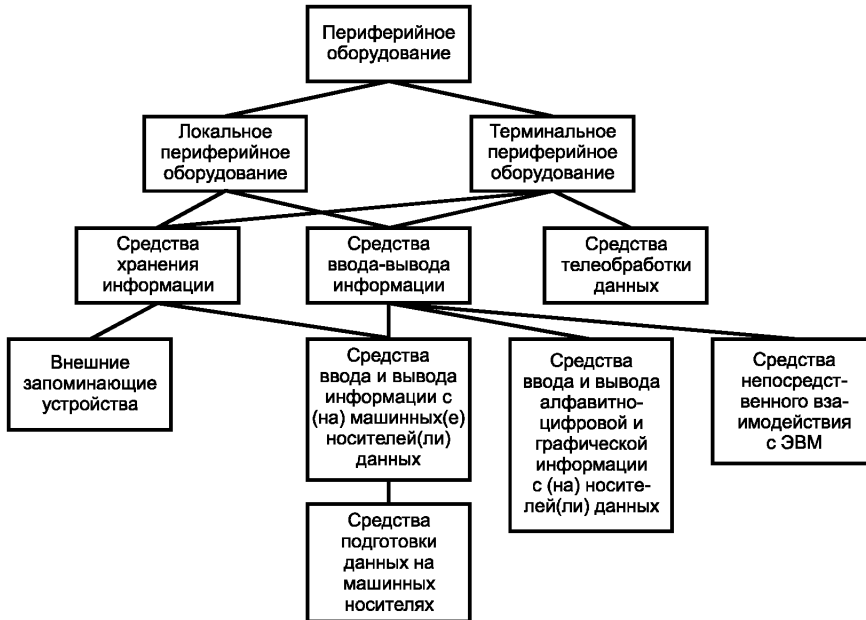 Периферийное
оборудование
Локальное
периферийное
оборудование
Терминальное
периферийное
оборудование
Средства
хранения
информации
Средства
ввода-вывода
информации
Средства
телеобработки
данных
Внешние
запоминающие
устройства
Средства
ввода и вывода
информации с
(на) машинных(е)
носителей(ли)
данных
Средства
ввода и вывода
алфавитно-
цифровой и
графической
информации
с (на) носите-
лей(ли) данных
Средства
непосредст-
венного вза-
имодействия
с ЭВМ
Средства
подготовки
данных на
машинных
носителях